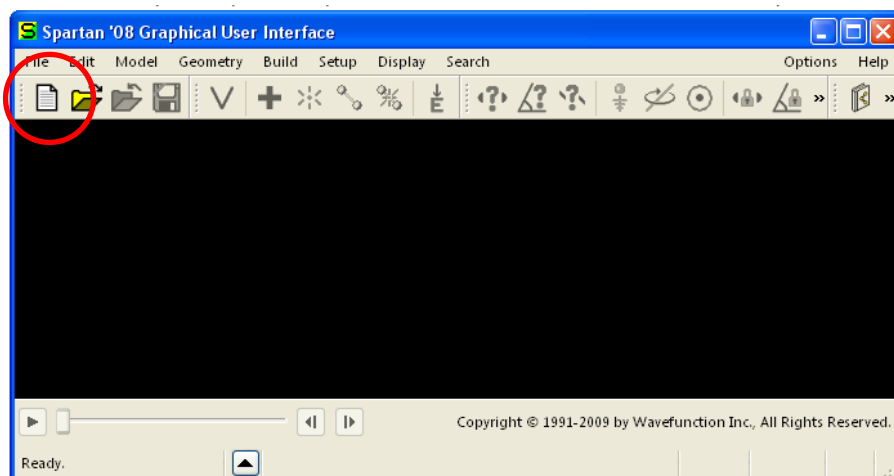 Spartan '08 Graphical User Interface
File Edit Model Geometry Build Setup Display Search Options Help
Copyright © 1991-2009 by Wavefunction Inc., All Rights Reserved.
Ready.